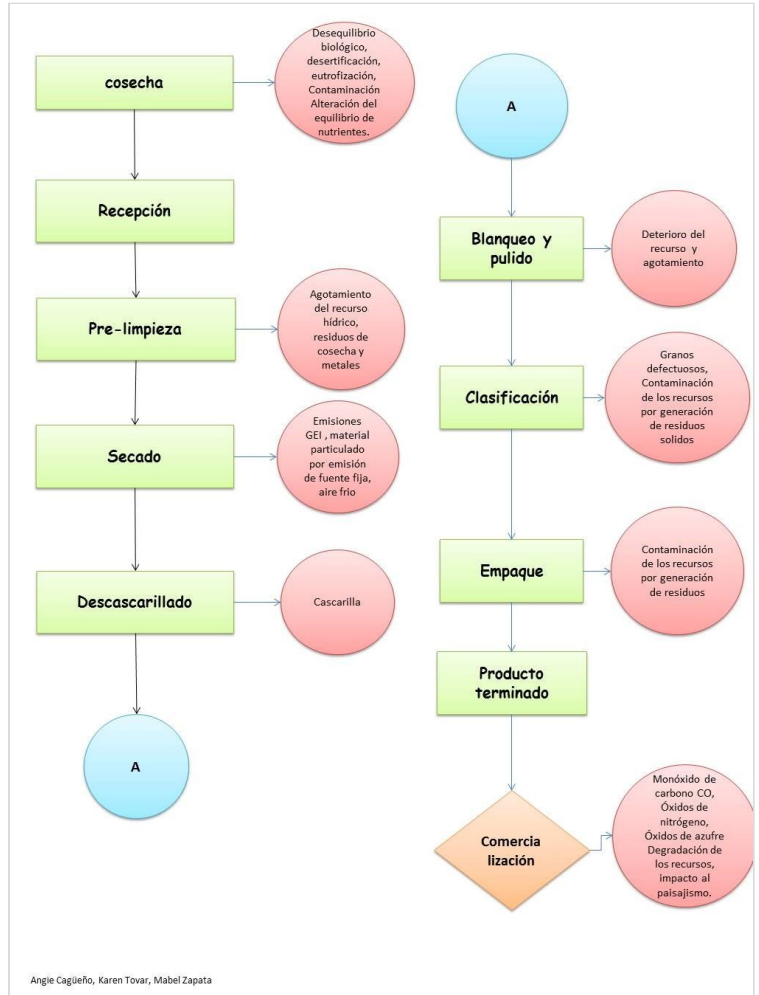 cosecha
Desequilibrio
biológico,
desertificación,
eutrofización,
Contaminación
Alteración del
equilibrio de
nutrientes.
Recepción
Pre-limpieza
Agotamiento
del recurso
hídrico,
residuos de
cosecha y
metales
Secado
Emisiones
GEI , material
particulado
por emisión
de fuente fija,
aire frio
Descascarillado
Cascarilla
A
A
Blanqueo y
pulido
Deterioro del
recurso y
agotamiento
Clasificación
Granos
defectuosos,
Contaminación
de los recursos
por generación
de residuos
solidos
Empaque
Contaminación
de los recursos
por generación
de residuos
Producto
terminado
Comercia
lización
Monóxido de
carbono CO,
Óxidos de
nitrógeno,
Óxidos de azufre
Degradación de
los recursos,
impacto al
paisajismo.
Angie Cagüeño, Karen Tovar, Mabel Zapata